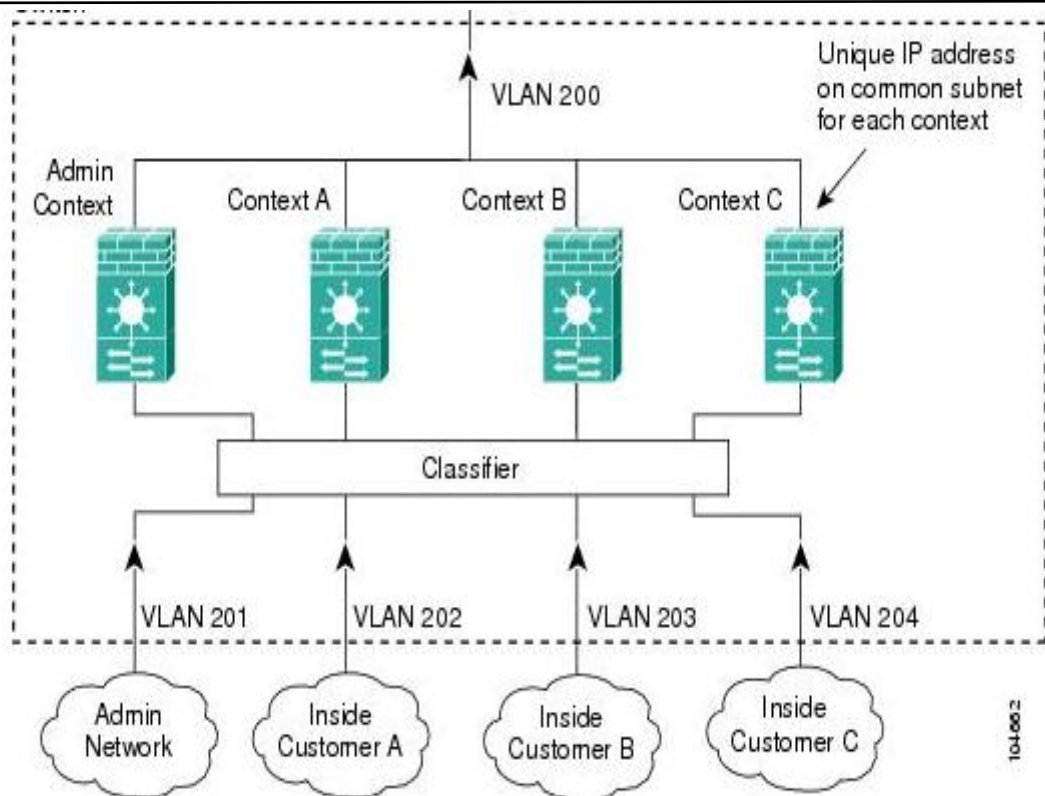 VLAN 200
Unique IP address
on common subnet
for each context
Admin
Context
Context A
Context B
Context C
Classifier
VLAN 201
VLAN 202
VLAN 203
VLAN 204
Admin
Network
Inside
Customer A
Inside
Customer B
Inside
Customer C